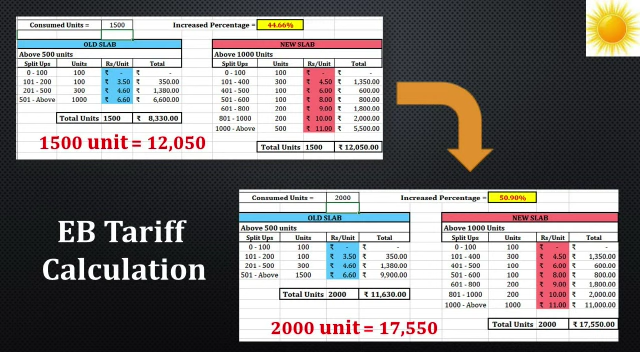 Consumed Units = 1500 Increased Percentage = 44.66%
OLD SLAB NEW SLAB
Above 500 units Above 1000 Units
Split Ups Units Rs/Unit Total Split Ups Units Rs/Unit Total
0 - 100 100 ₹ - ₹ - 0 - 100 100 ₹ - ₹ -
101 - 200 100 ₹ 3.50 ₹ 350.00 101 - 400 300 ₹ 4.50 ₹ 1,350.00
201 - 500 300 ₹ 4.60 ₹ 1,380.00 401 - 500 100 ₹ 6.00 ₹ 600.00
501 - Above 1000 ₹ 6.60 ₹ 6,600.00 501 - 600 100 ₹ 8.00 ₹ 800.00
601 - 800 200 ₹ 9.00 ₹ 1,800.00
Total Units 1500 ₹ 8,330.00 801 - 1000 200 ₹ 10.00 ₹ 2,000.00
1000 - Above 500 ₹ 11.00 ₹ 5,500.00
1500 unit = 12,050
Total Units 1500 ₹ 12,050.00
EB Tariff
Calculation
Consumed Units = 2000 Increased Percentage = 50.90%
OLD SLAB NEW SLAB
Above 500 units Above 1000 Units
Split Ups Units Rs/Unit Total Split Ups Units Rs/Unit Total
0 - 100 100 ₹ - ₹ - 0 - 100 100 ₹ - ₹ -
101 - 200 100 ₹ 3.50 ₹ 350.00 101 - 400 300 ₹ 4.50 ₹ 1,350.00
201 - 500 300 ₹ 4.60 ₹ 1,380.00 401 - 500 100 ₹ 6.00 ₹ 600.00
501 - Above 1500 ₹ 6.60 ₹ 9,900.00 501 - 600 100 ₹ 8.00 ₹ 800.00
601 - 800 200 ₹ 9.00 ₹ 1,800.00
Total Units 2000 ₹ 11,630.00 801 - 1000 200 ₹ 10.00 ₹ 2,000.00
1000 - Above 1000 ₹ 11.00 ₹ 11,000.00
2000 unit = 17,550
Total Units 2000 ₹ 17,550.00